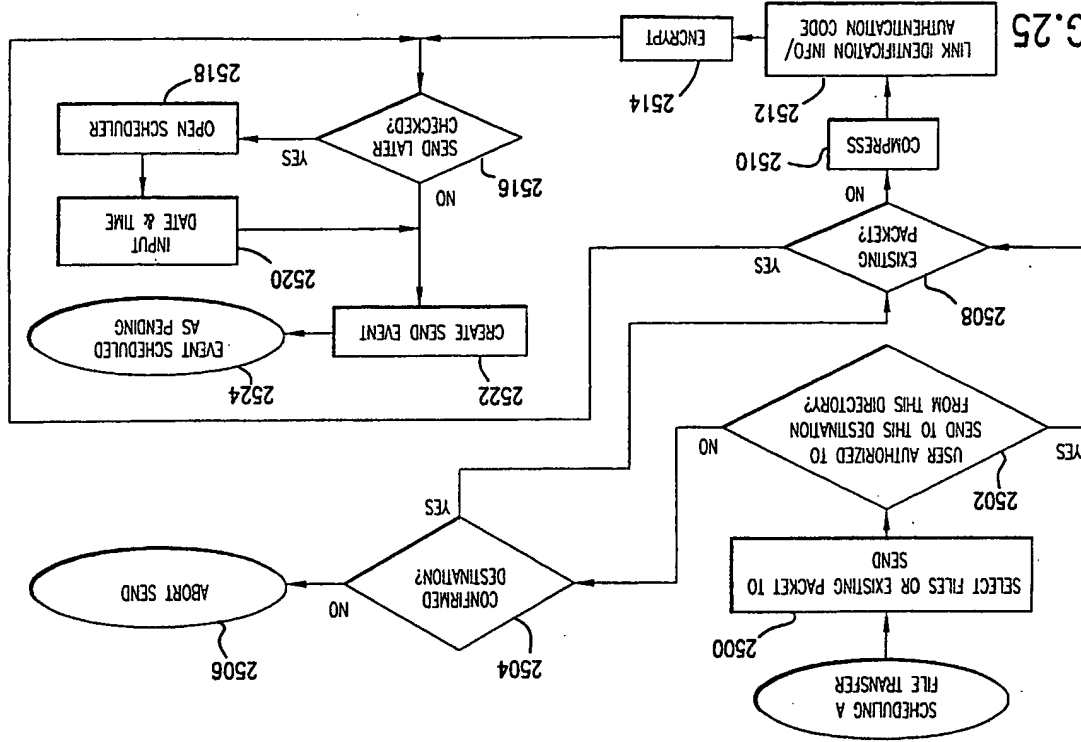 SCHEDULING A
FILE TRANSFER
2500
SELECT FILES OR EXISTING PACKET TO
SEND
2502
USER AUTHORIZED TO
SEND TO THIS DESTINATION
FROM THIS DIRECTORY?
YES
NO
2504
CONFIRMED
DESTINATION?
NO
YES
2506
ABORT SEND
2508
EXISTING
PACKET?
YES
NO
2510
COMPRESS
2512
LINK IDENTIFICATION INFO/
AUTHENTICATION CODE
2514
ENCRYPT
2516
SEND LATER
CHECKED?
YES
NO
2518
OPEN SCHEDULER
2520
INPUT
DATE & TIME
2522
CREATE SEND EVENT
2524
EVENT SCHEDULED
AS PENDING
G.25